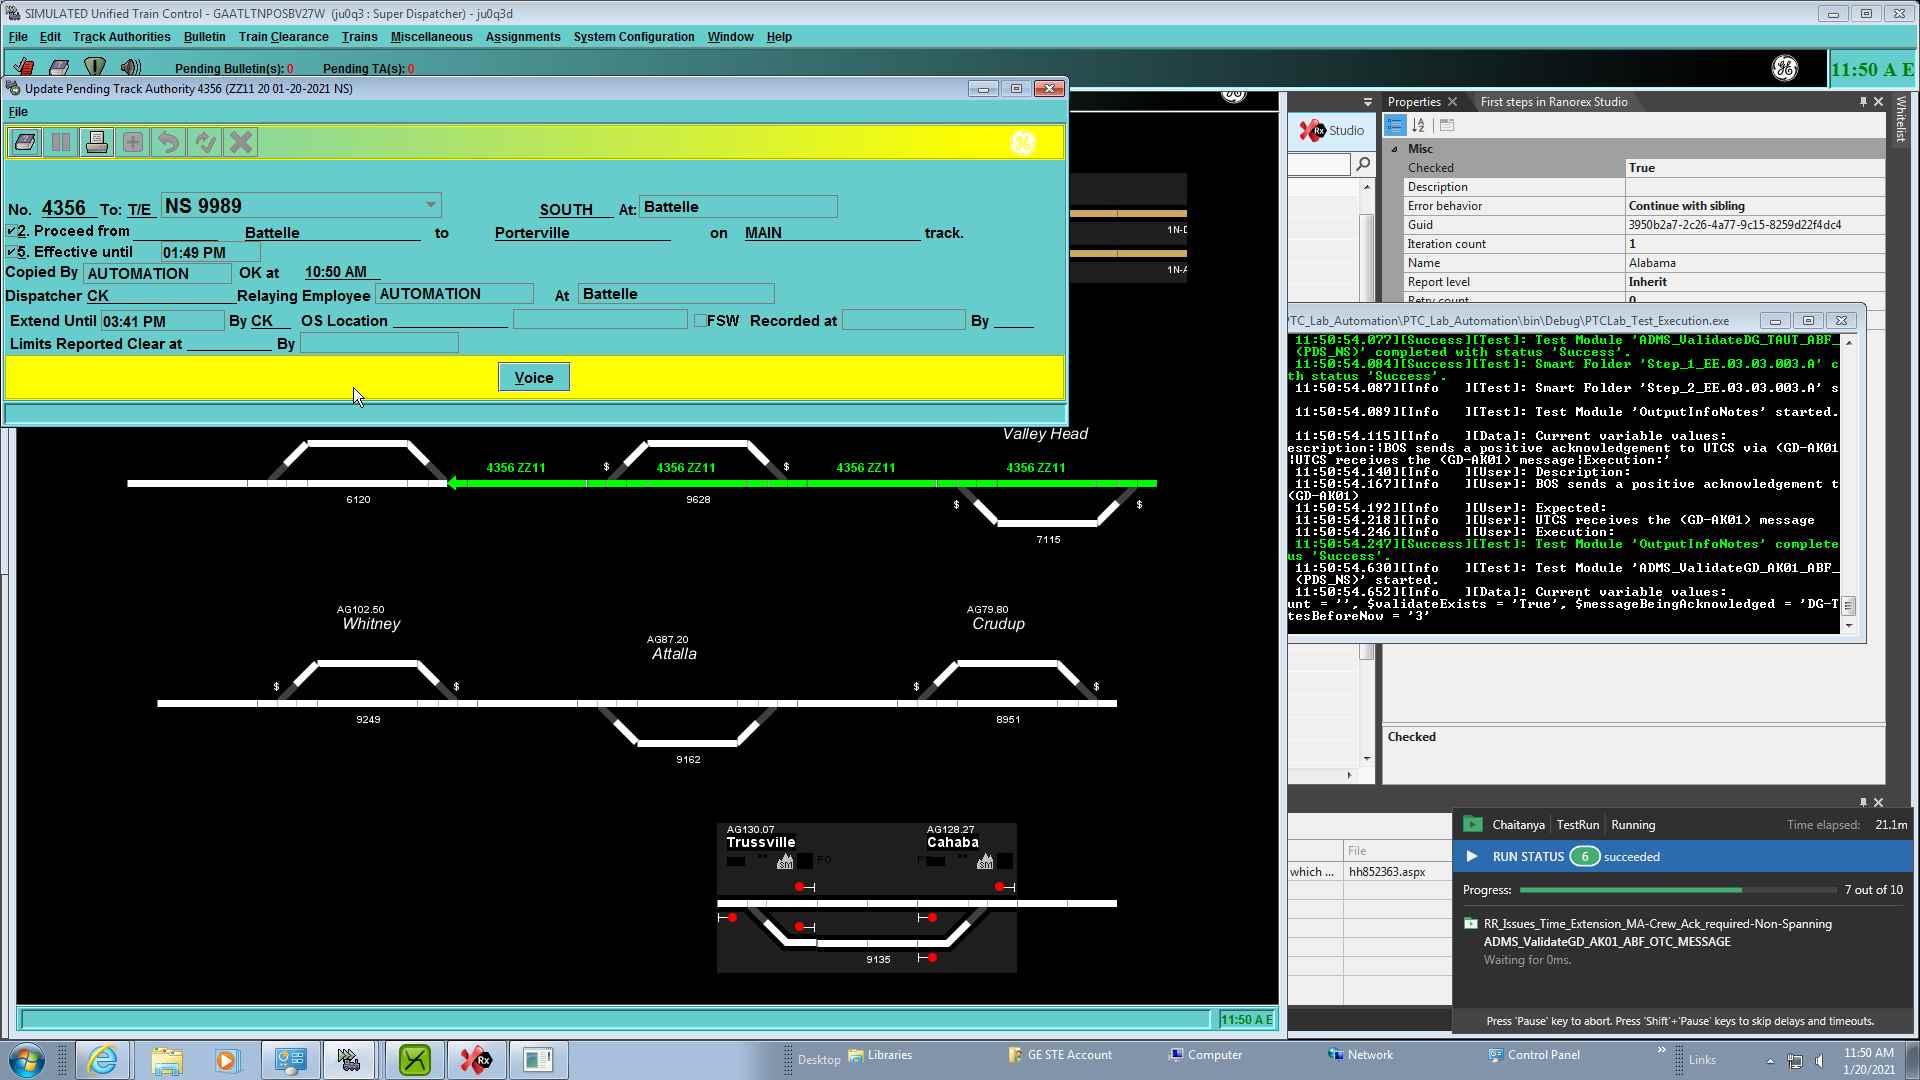 SIMULATED Unified Train Control - GAATLTNPOSBV27W (ju0q3 : Super Dispatcher) - ju0q3d
File Edit Track Authorities Bulletin Train Clearance Trains Miscellaneous Assignments System Configuration Window Help
Pending Bulletin(s): 0 Pending TA(s): 0
11:50 A E
Update Pending Track Authority 4356 (ZZ11 20 01-20-2021 NS)
File
No. 4356 To: T/E NS 9989 SOUTH At: Battelle
2. Proceed from Battelle to Porterville on MAIN track.
5. Effective until 01:49 PM
Copied By AUTOMATION OK at 10:50 AM
Dispatcher CK Relaying Employee AUTOMATION At Battelle
Extend Until 03:41 PM By CK OS Location FSW Recorded at By
Limits Reported Clear at By
Voice
1N-D
1N-A
Valley Head
4356 ZZ11 $ 4356 ZZ11 $ 4356 ZZ11 4356 ZZ11
6120 9628 $ $
7115
AG102.50 AG79.80
Whitney Crudup
AG87.20
Attalla
$ $ $ $
9249 8951
9162
AG130.07 AG128.27
Trussville Cahaba
SM SM
9135
11:50 A E
Studio
Properties First steps in Ranorex Studio
Whitelist
Misc
Checked True
Description
Error behavior Continue with sibling
Guid 3950b2a7-2c26-4a77-9c15-8259d22f4dc4
Iteration count 1
Name Alabama
Report level Inherit
Retry count 0
PTC_Lab_Automation\PTC_Lab_Automation\bin\Debug\PTCLab_Test_Execution.exe
11:50:54.077][Success][Test]: Test Module 'ADMS_ValidateDG_TAUT_ABF_
(PDS_NS)' completed with status 'Success'.
11:50:54.084][Success][Test]: Smart Folder 'Step_1_EE.03.03.003.A' c
th status 'Success'.
11:50:54.087][Info ][Test]: Smart Folder 'Step_2_EE.03.03.003.A' s
11:50:54.089][Info ][Test]: Test Module 'OutputInfoNotes' started.
11:50:54.115][Info ][Data]: Current variable values:
escription:|BOS sends a positive acknowledgement to UTCS via (GD-AK01
|UTCS receives the (GD-AK01) message|Execution:'
11:50:54.140][Info ][User]: Description:
11:50:54.167][Info ][User]: BOS sends a positive acknowledgement t
(GD-AK01)
11:50:54.192][Info ][User]: Expected:
11:50:54.218][Info ][User]: UTCS receives the (GD-AK01) message
11:50:54.246][Info ][User]: Execution:
11:50:54.247][Success][Test]: Test Module 'OutputInfoNotes' complete
us 'Success'.
11:50:54.630][Info ][Test]: Test Module 'ADMS_ValidateGD_AK01_ABF_
(PDS_NS)' started.
11:50:54.652][Info ][Data]: Current variable values:
unt = '', $validateExists = 'True', $messageBeingAcknowledged = 'DG-T
tesBeforeNow = '3'
Checked
File
which ... hh852363.aspx
Chaitanya TestRun Running Time elapsed: 21.1m
RUN STATUS 6 succeeded
Progress: 7 out of 10
RR_Issues_Time_Extension_MA-Crew_Ack_required-Non-Spanning
ADMS_ValidateGD_AK01_ABF_OTC_MESSAGE
Waiting for 0ms.
Press 'Pause' key to abort. Press 'Shift'+'Pause' keys to skip delays and timeouts.
Desktop Libraries GE STE Account Computer Network Control Panel » Links
11:50 AM
1/20/2021